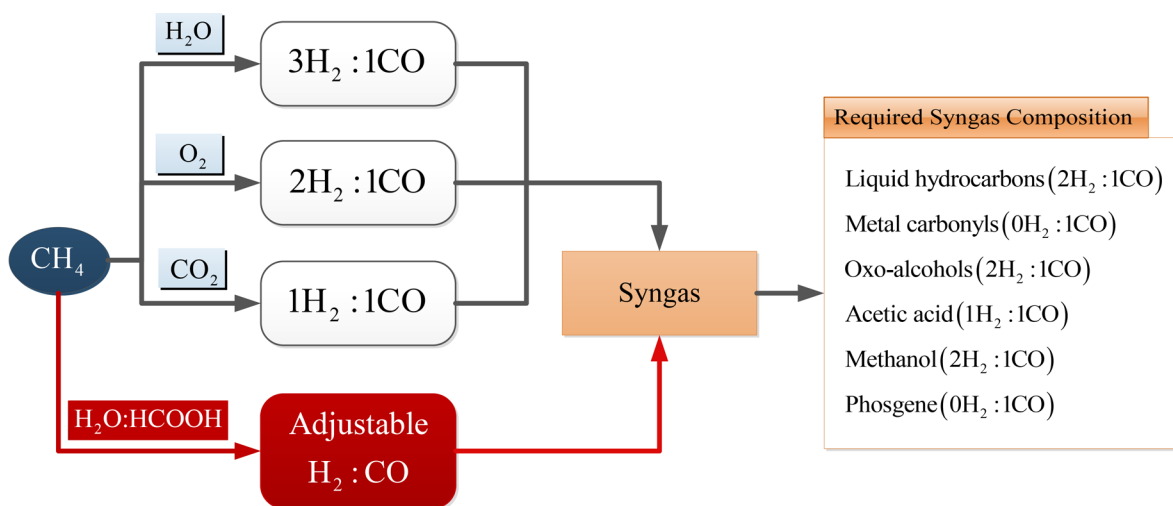 H₂O
3H₂ : 1CO
O₂
2H₂ : 1CO
CH₄
CO₂
1H₂ : 1CO
H₂O:HCOOH
Adjustable
H₂ : CO
Syngas
Required Syngas Composition
Liquid hydrocarbons(2H₂ : 1CO)
Metal carbonyls(0H₂ : 1CO)
Oxo-alcohols(2H₂ : 1CO)
Acetic acid(1H₂ : 1CO)
Methanol(2H₂ : 1CO)
Phosgene(0H₂ : 1CO)